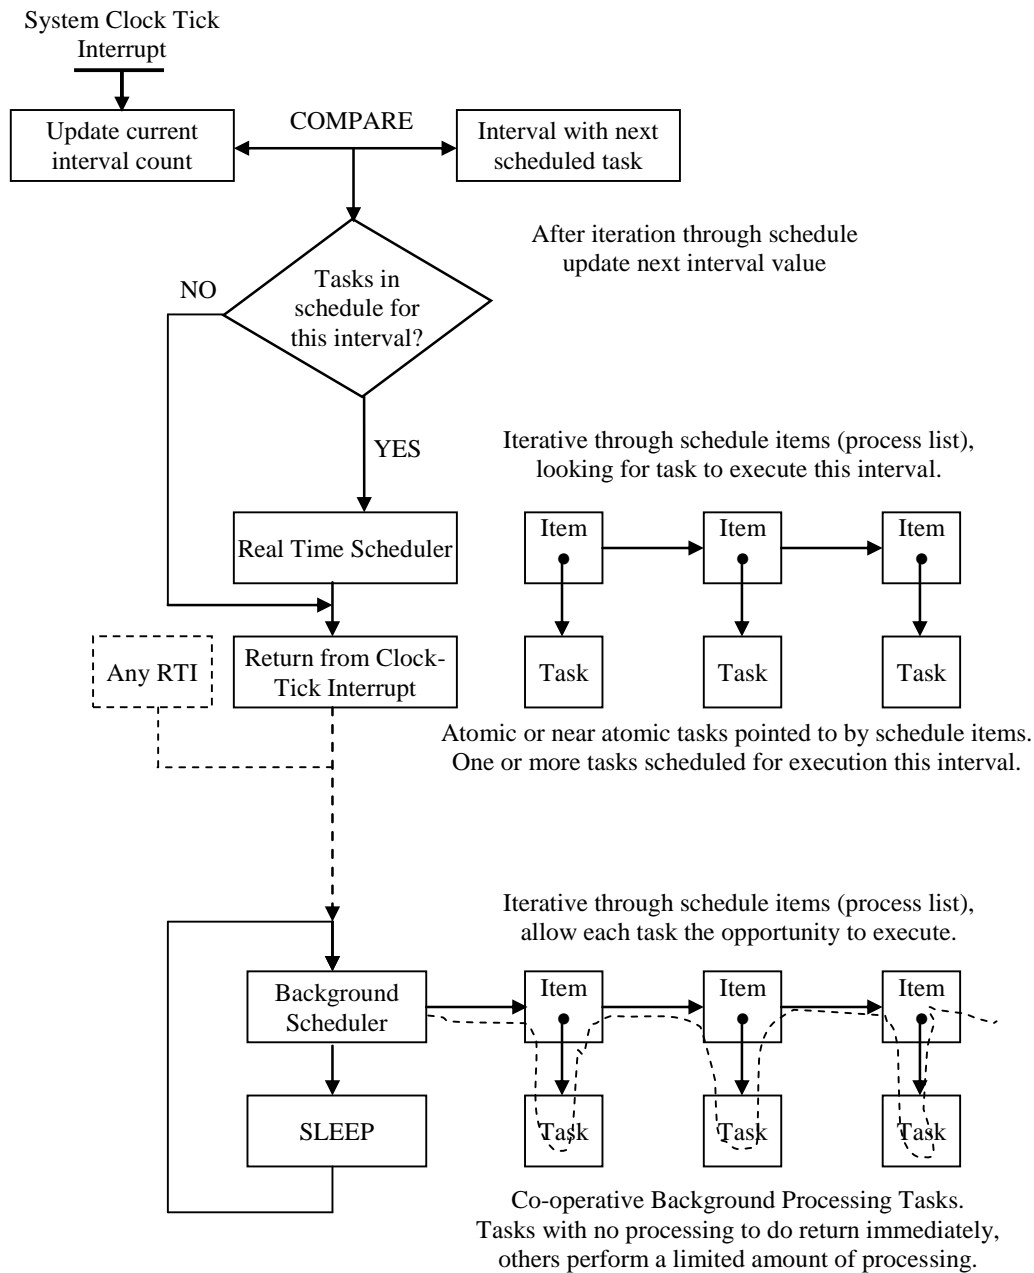 System Clock Tick
Interrupt
Update current
interval count
COMPARE
Interval with next
scheduled task
After iteration through schedule
update next interval value
Tasks in
schedule for
this interval?
NO
YES
Iterative through schedule items (process list),
looking for task to execute this interval.
Real Time Scheduler
Item
Item
Item
Any RTI
Return from Clock-
Tick Interrupt
Task
Task
Task
Atomic or near atomic tasks pointed to by schedule items.
One or more tasks scheduled for execution this interval.
Iterative through schedule items (process list),
allow each task the opportunity to execute.
Background
Scheduler
Item
Item
Item
SLEEP
Task
Task
Task
Co-operative Background Processing Tasks.
Tasks with no processing to do return immediately,
others perform a limited amount of processing.